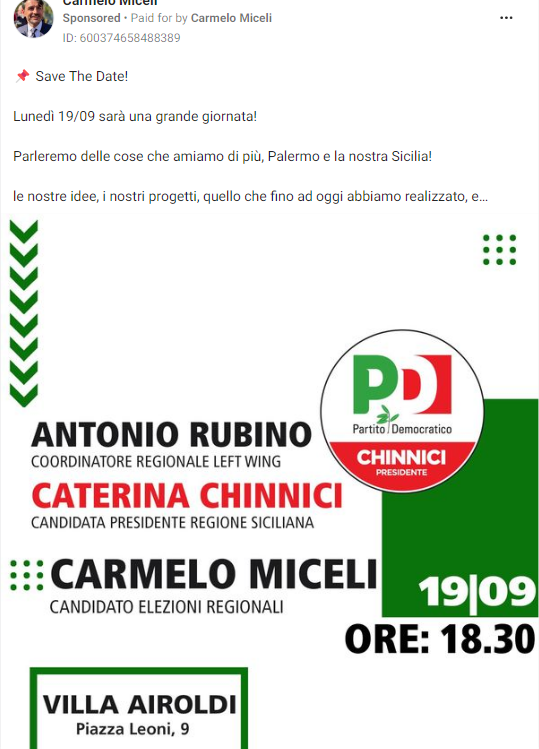 Carmelo Miceli
Sponsored • Paid for by Carmelo Miceli
ID: 600374658488389
📌 Save The Date!
Lunedì 19/09 sarà una grande giornata!
Parleremo delle cose che amiamo di più, Palermo e la nostra Sicilia!
le nostre idee, i nostri progetti, quello che fino ad oggi abbiamo realizzato, e...
PD
Partito Democratico
CHINNICI
PRESIDENTE
ANTONIO RUBINO
COORDINATORE REGIONALE LEFT WING
CATERINA CHINNICI
CANDIDATA PRESIDENTE REGIONE SICILIANA
CARMELO MICELI
CANDIDATO ELEZIONI REGIONALI
19|09
ORE: 18.30
VILLA AIROLDI
Piazza Leoni, 9